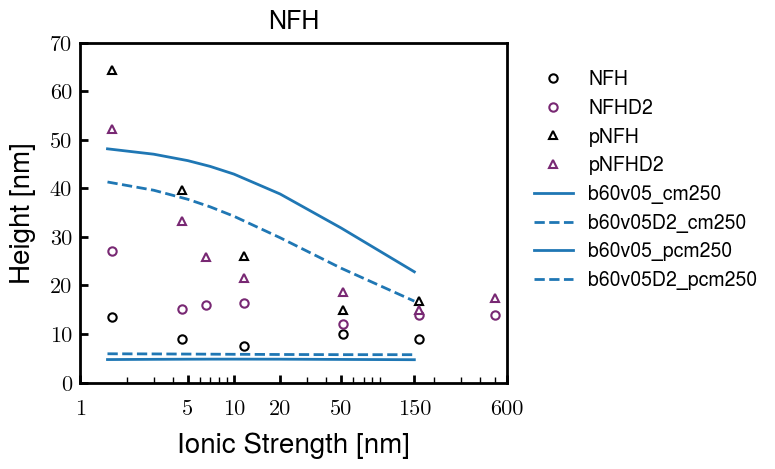 NFH
70
60
50
40
30
20
10
0
Height [nm]
1 5 10 20 50 150 600
Ionic Strength [nm]
NFH
NFHD2
pNFH
pNFHD2
b60v05_cm250
b60v05D2_cm250
b60v05_pcm250
b60v05D2_pcm250